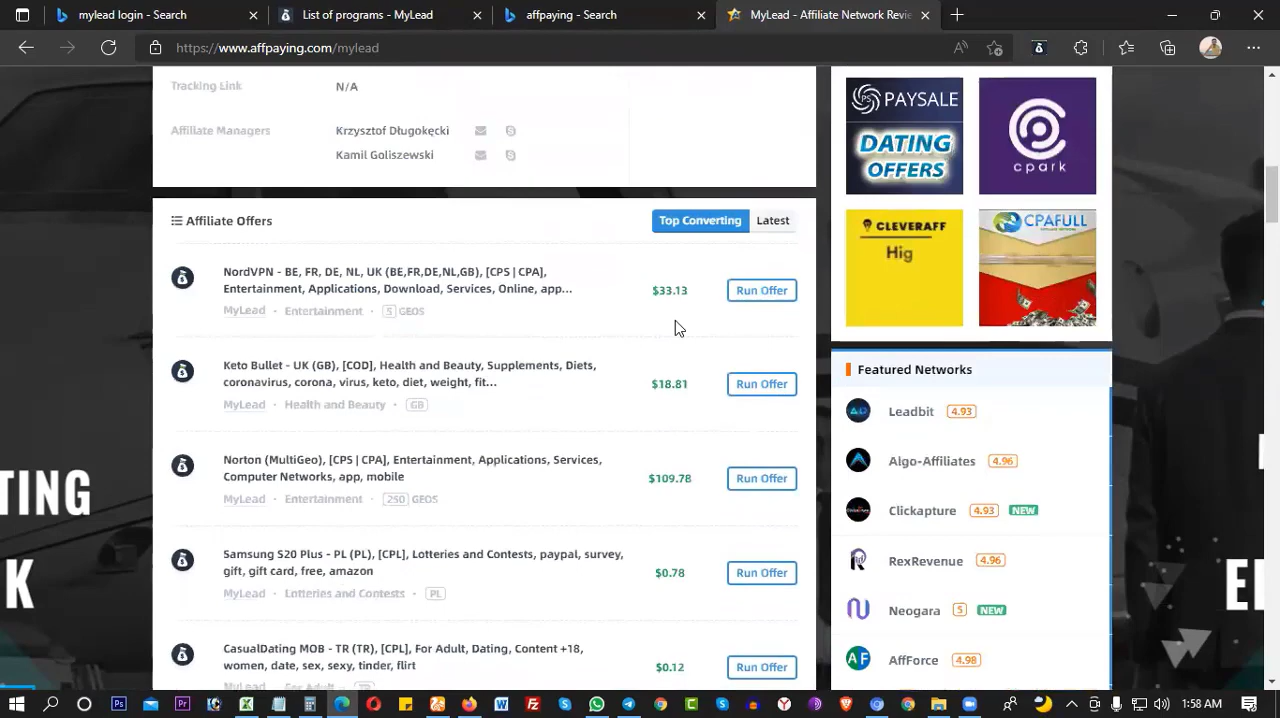 mylead login - Search
List of programs - MyLead
affpaying - Search
MyLead - Affiliate Network Revie
https://www.affpaying.com/mylead
Tracking Link
N/A
Affiliate Managers
Krzysztof Długokęcki
Kamil Goliszewski
Affiliate Offers
Top Converting
Latest
NordVPN - BE, FR, DE, NL, UK (BE,FR,DE,NL,GB), [CPS | CPA],
Entertainment, Applications, Download, Services, Online, app...
MyLead · Entertainment · 5 GEOS
$33.13
Run Offer
Keto Bullet - UK (GB), [COD], Health and Beauty, Supplements, Diets,
coronavirus, corona, virus, keto, diet, weight, fit...
MyLead · Health and Beauty · GB
$18.81
Run Offer
Norton (MultiGeo), [CPS | CPA], Entertainment, Applications, Services,
Computer Networks, app, mobile
MyLead · Entertainment · 250 GEOS
$109.78
Run Offer
Samsung S20 Plus - PL (PL), [CPL], Lotteries and Contests, paypal, survey,
gift, gift card, free, amazon
MyLead · Lotteries and Contests · PL
$0.78
Run Offer
CasualDating MOB - TR (TR), [CPL], For Adult, Dating, Content +18,
women, date, sex, sexy, tinder, flirt
MyLead · For Adult · TR
$0.12
Run Offer
PS PAYSALE
DATING
OFFERS
cpark
CLEVERAFF
Hig
CPAFULL
Featured Networks
Leadbit 4.93
Algo-Affiliates 4.96
Clickapture 4.93 NEW
RexRevenue 4.96
Neogara 5 NEW
AF AffForce 4.98
TING
K
E
1:58 AM